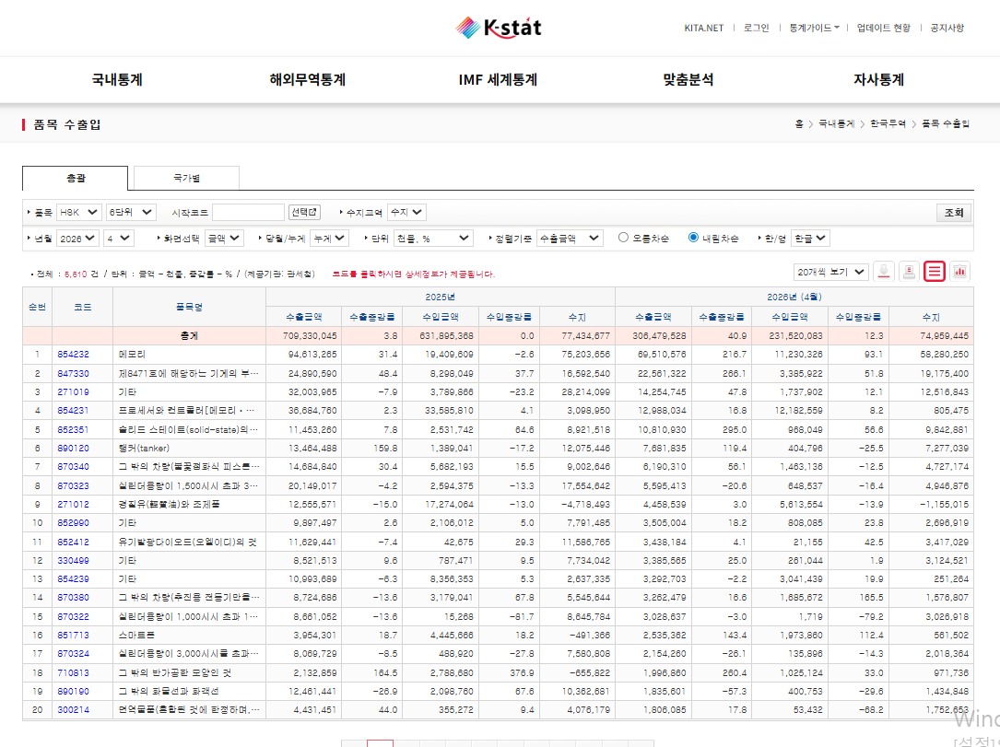 K-stat
KITA.NET 로그인 통계가이드 업데이트 현황 공지사항
국내통계 해외무역통계 IMF 세계통계 맞춤분석 자사통계
품목 수출입 홈 > 국내통계 > 한국무역 > 품목 수출입
총괄 국가별
품목 HSK 6단위 시작코드 선택 수지교역 수지 조회
년월 2026 4 화면선택 금액 당월/누계 누계 단위 천불, % 정렬기준 수출금액 오름차순 내림차순 한/영 한글
전체 : 5,610 건 / 단위 : 금액 - 천불, 증감률 - % / (제공기관: 관세청) 코드를 클릭하시면 상세정보가 제공됩니다. 20개씩 보기
순번 코드 품목명 2025년 2026년 (4월)
수출금액 수출증감률 수입금액 수입증감률 수지 수출금액 수출증감률 수입금액 수입증감률 수지
총계 709,330,045 3.8 631,895,368 0.0 77,434,677 306,479,528 40.9 231,520,083 12.3 74,959,445
1 854232 메모리 94,613,265 31.4 19,409,609 -2.6 75,203,656 69,510,576 216.7 11,230,326 93.1 58,280,250
2 847330 제8471호에 해당하는 기계의 부… 24,890,590 48.4 8,298,049 37.7 16,592,540 22,561,322 266.1 3,385,922 51.8 19,175,400
3 271019 기타 32,003,965 -7.9 3,789,866 -23.2 28,214,099 14,254,745 47.8 1,737,902 12.1 12,516,843
4 854231 프로세서와 컨트롤러[메모리ㆍ… 36,684,760 2.3 33,585,810 4.1 3,098,950 12,988,034 16.8 12,182,559 8.2 805,475
5 852351 솔리드 스테이트(solid-state)의… 11,453,260 7.8 2,531,742 64.6 8,921,518 10,810,930 295.0 968,049 56.6 9,842,881
6 890120 탱커(tanker) 13,464,488 159.8 1,389,041 -17.2 12,075,446 7,681,835 119.4 404,796 -25.5 7,277,039
7 870340 그 밖의 차량(불꽃점화식 피스톤… 14,684,840 30.4 5,682,193 15.5 9,002,646 6,190,310 56.1 1,463,136 -12.5 4,727,174
8 870323 실린더용량이 1,500시시 초과 3… 20,149,017 -4.2 2,594,375 -13.3 17,554,642 5,595,413 -20.6 648,537 -16.4 4,946,876
9 271012 경질유(輕質油)와 조제품 12,555,571 -15.0 17,274,064 -13.0 -4,718,493 4,458,539 3.0 5,613,554 -13.9 -1,155,015
10 852990 기타 9,897,497 2.6 2,106,012 5.0 7,791,485 3,505,004 18.2 808,085 23.8 2,696,919
11 852412 유기발광다이오드(오엘이디)의 것 11,629,441 -7.4 42,675 29.3 11,586,765 3,438,184 4.1 21,155 42.5 3,417,029
12 330499 기타 8,521,513 9.6 787,471 9.5 7,734,042 3,385,565 25.0 261,044 1.9 3,124,521
13 854239 기타 10,993,689 -6.3 8,356,353 5.3 2,637,335 3,292,703 -2.2 3,041,439 19.9 251,264
14 870380 그 밖의 차량(추진용 전동기만을… 8,724,686 -13.6 3,179,041 67.8 5,545,644 3,262,479 16.6 1,685,672 165.5 1,576,807
15 870322 실린더용량이 1,000시시 초과 1… 8,661,052 -13.6 15,268 -81.7 8,645,784 3,028,637 -3.0 1,719 -79.2 3,026,918
16 851713 스마트폰 3,954,301 18.7 4,445,666 18.2 -491,366 2,535,362 143.4 1,973,860 112.4 561,502
17 870324 실린더용량이 3,000시시를 초과… 8,069,729 -8.5 488,920 -27.8 7,580,808 2,154,260 -26.1 135,896 -14.3 2,018,364
18 710813 그 밖의 반가공한 모양인 것 2,132,859 164.5 2,788,680 376.9 -655,822 1,996,860 260.4 1,025,124 33.0 971,736
19 890190 그 밖의 화물선과 화객선 12,461,441 -26.9 2,098,760 67.6 10,362,681 1,835,601 -57.3 400,753 -29.6 1,434,848
20 300214 면역물품(혼합된 것에 한정하며,… 4,431,451 44.0 355,272 9.4 4,076,179 1,806,085 17.8 53,432 -68.2 1,752,653